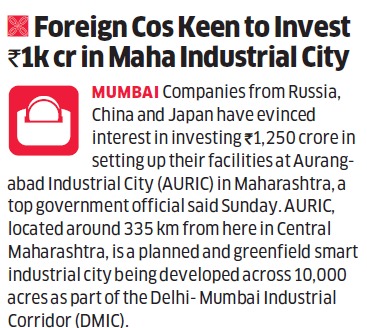 Foreign Cos Keen to Invest
₹1k cr in Maha Industrial City
MUMBAI Companies from Russia,
China and Japan have evinced
interest in investing ₹1,250 crore in
setting up their facilities at Aurang-
abad Industrial City (AURIC) in Maharashtra, a
top government official said Sunday. AURIC,
located around 335 km from here in Central
Maharashtra, is a planned and greenfield smart
industrial city being developed across 10,000
acres as part of the Delhi- Mumbai Industrial
Corridor (DMIC).